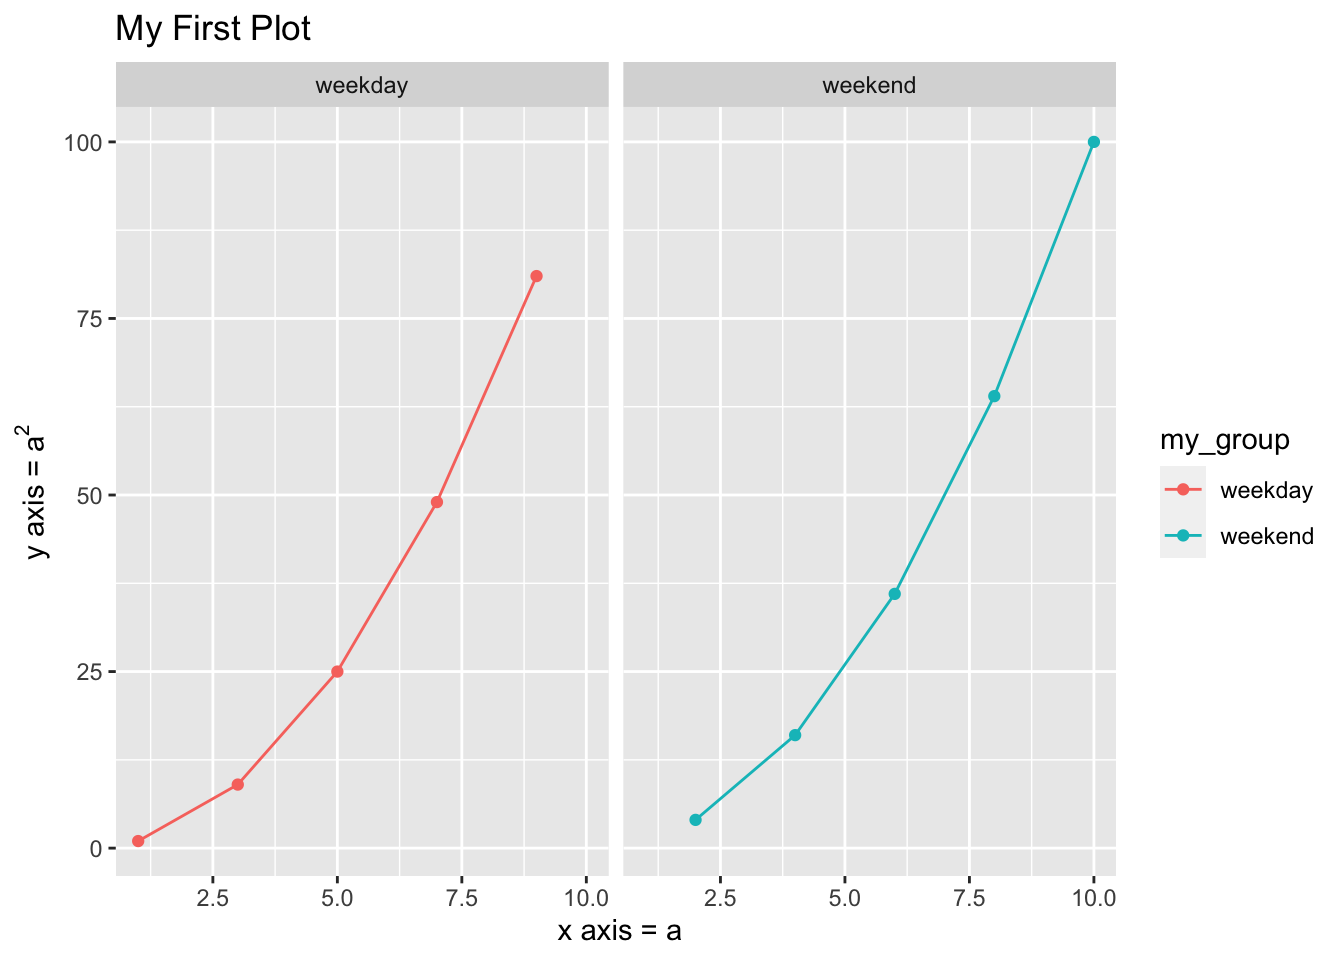 My First Plot
weekday
weekend
100
75
50
25
0
y axis = a²
2.5 5.0 7.5 10.0
2.5 5.0 7.5 10.0
x axis = a
my_group
weekday
weekend